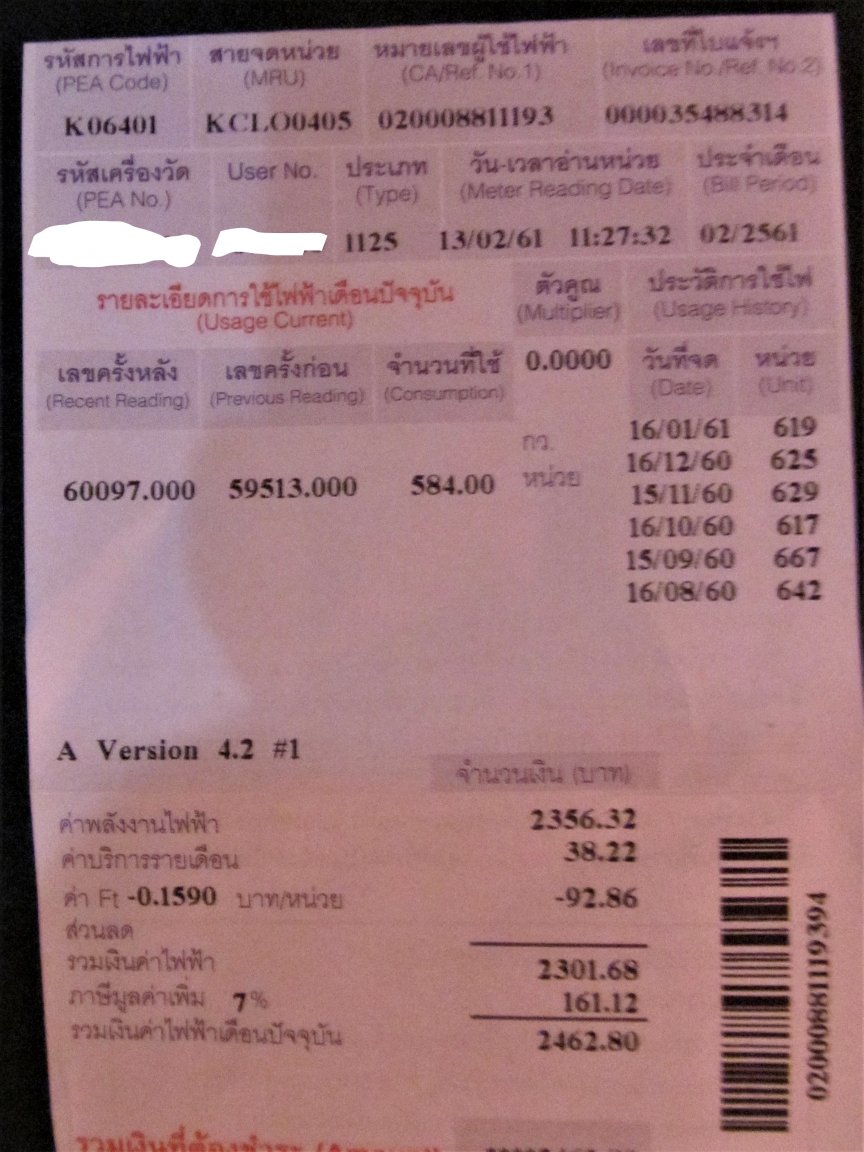 รหัสการไฟฟ้า สายจดหน่วย หมายเลขผู้ใช้ไฟฟ้า เลขที่ใบแจ้งฯ
(PEA Code) (MRU) (CA/Ref. No.1) (Invoice No./Ref. No.2)
K06401 KCLO0405 020008811193 000035488314
รหัสเครื่องวัด User No. ประเภท วัน-เวลาอ่านหน่วย ประจำเดือน
(PEA No.) (Type) (Meter Reading Date) (Bill Period)
1125 13/02/61 11:27:32 02/2561
รายละเอียดการใช้ไฟฟ้าเดือนปัจจุบัน ตัวคูณ ประวัติการใช้ไฟ
(Usage Current) (Multiplier) (Usage History)
เลขครั้งหลัง เลขครั้งก่อน จำนวนที่ใช้ 0.0000 วันที่จด หน่วย
(Recent Reading) (Previous Reading) (Consumption) (Date) (Unit)
กว. 16/01/61 619
60097.000 59513.000 584.00 หน่วย 16/12/60 625
15/11/60 629
16/10/60 617
15/09/60 667
16/08/60 642
A Version 4.2 #1
จำนวนเงิน (บาท)
ค่าพลังงานไฟฟ้า 2356.32
ค่าบริการรายเดือน 38.22
ค่า Ft -0.1590 บาท/หน่วย -92.86
ส่วนลด
รวมเงินค่าไฟฟ้า 2301.68
ภาษีมูลค่าเพิ่ม 7% 161.12
รวมเงินค่าไฟฟ้าเดือนปัจจุบัน 2462.80
0200088119394
รวมเงินที่ต้องชำระ